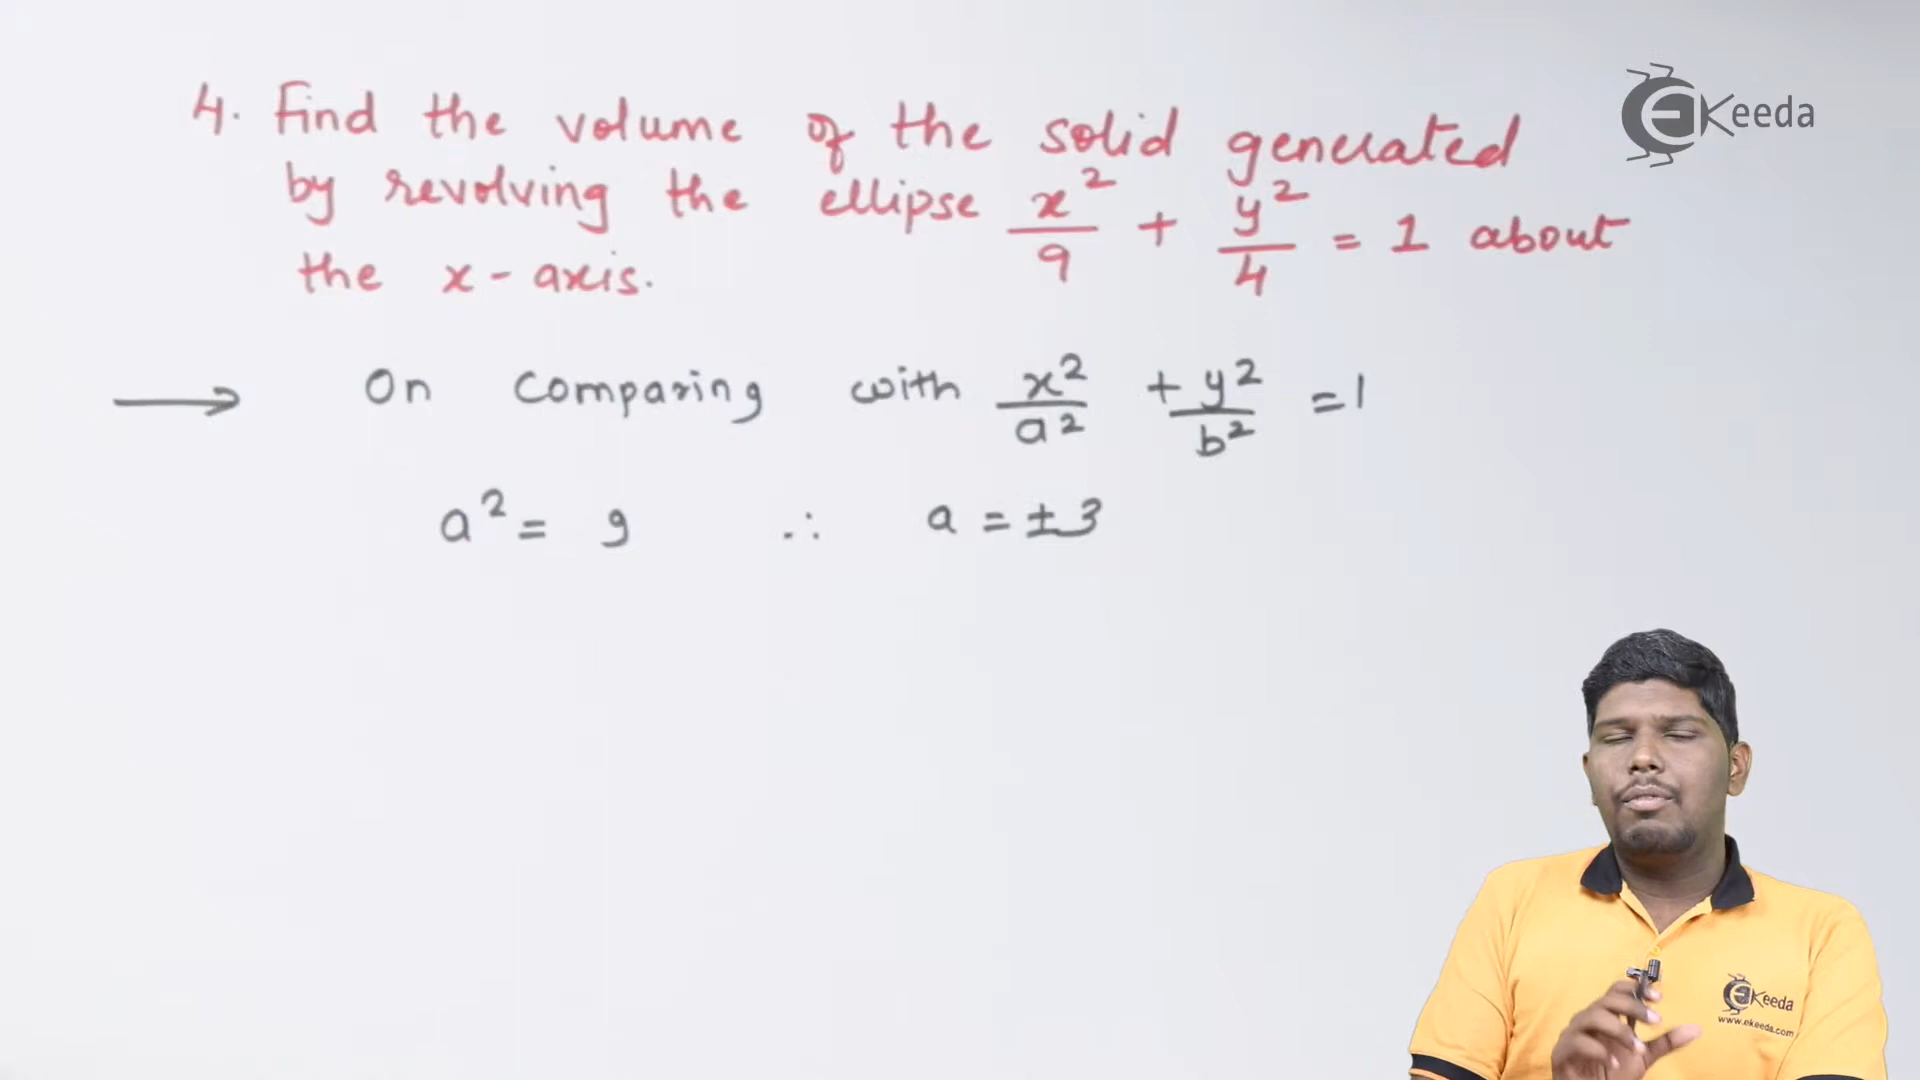 4. Find the volume of the solid generated
by revolving the ellipse x²/9 + y²/4 = 1 about
the x-axis.
EKeeda
⟶ On comparing with x²/a² + y²/b² = 1
a² = 9 ∴ a = ±3
EKeeda
www.ekeeda.com